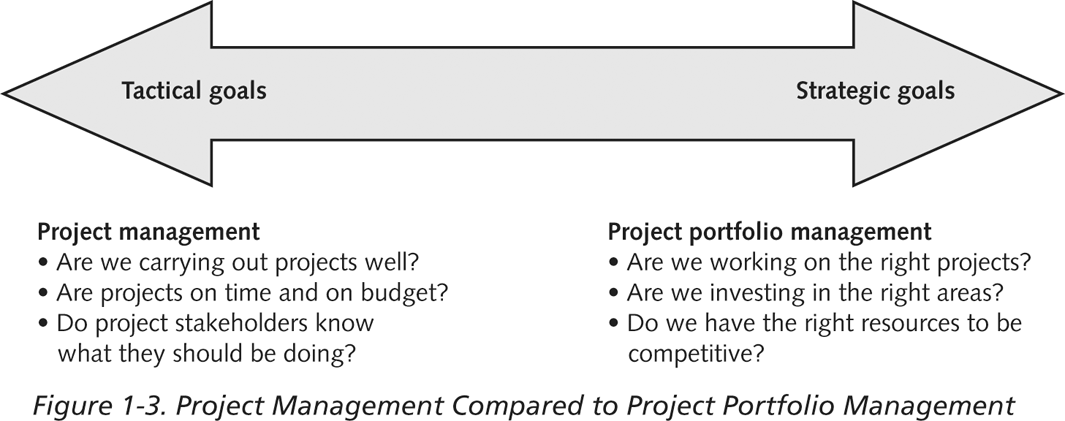 Tactical goals
Strategic goals
Project management
• Are we carrying out projects well?
• Are projects on time and on budget?
• Do project stakeholders know
what they should be doing?
Project portfolio management
• Are we working on the right projects?
• Are we investing in the right areas?
• Do we have the right resources to be
competitive?
Figure 1-3. Project Management Compared to Project Portfolio Management